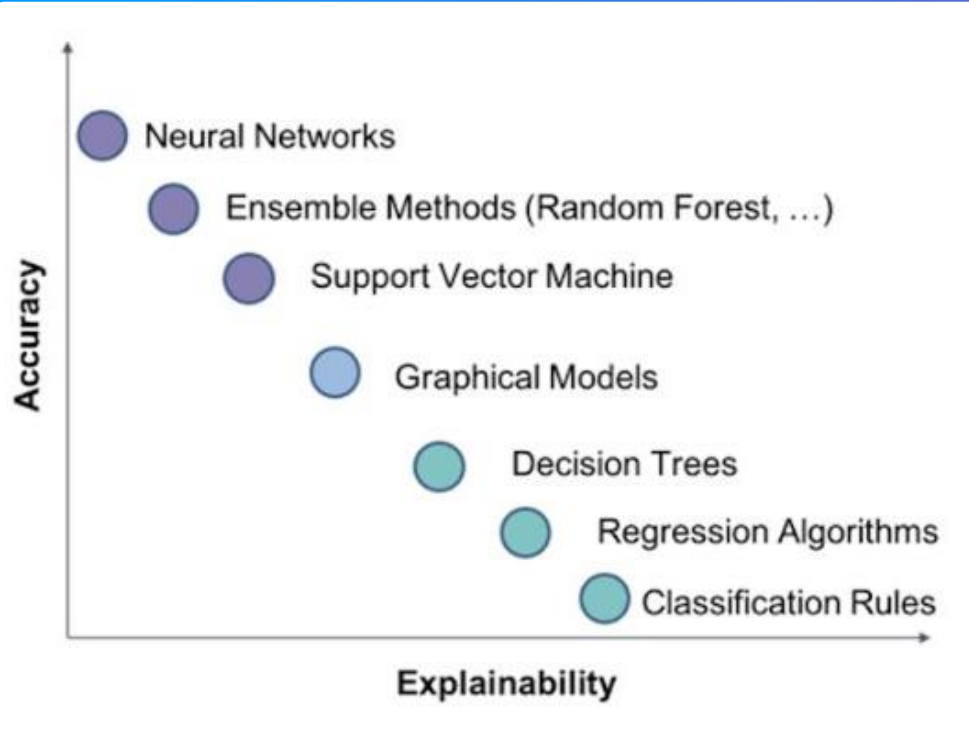 Neural Networks
Ensemble Methods (Random Forest, …)
Support Vector Machine
Graphical Models
Decision Trees
Regression Algorithms
Classification Rules
Accuracy
Explainability